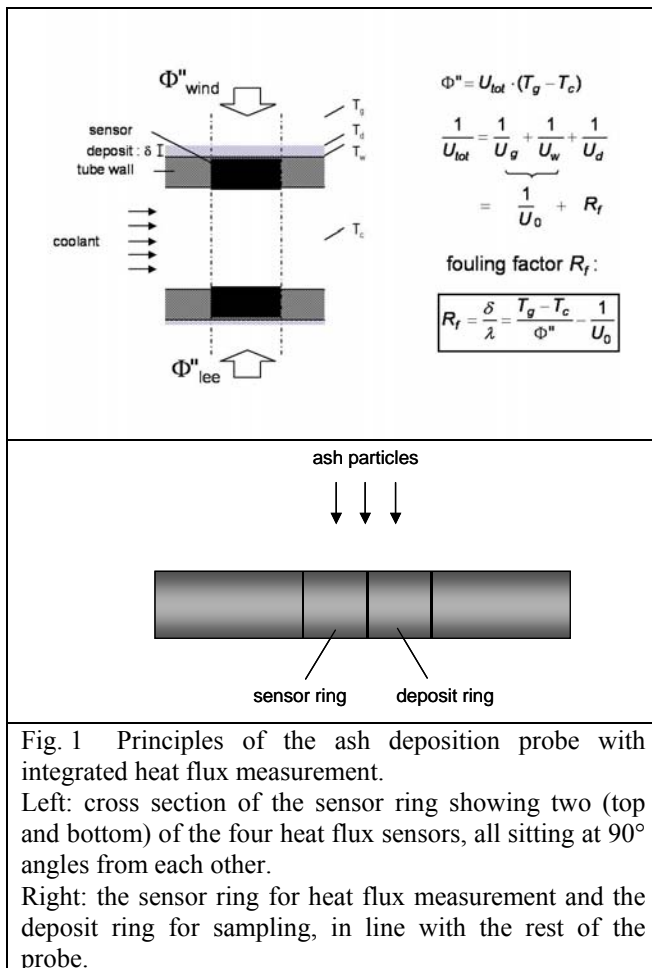 Φ"wind
sensor
deposit : δ
tube wall
coolant
Tg
Td
Tw
Tc
Φ"lee
Φ" = Utot · (Tg – Tc)
1/Utot = 1/Ug + 1/Uw + 1/Ud
= 1/U0 + Rf
fouling factor Rf :
Rf = δ/λ = (Tg – Tc)/Φ" – 1/U0
ash particles
sensor ring deposit ring
Fig. 1 Principles of the ash deposition probe with
integrated heat flux measurement.
Left: cross section of the sensor ring showing two (top
and bottom) of the four heat flux sensors, all sitting at 90°
angles from each other.
Right: the sensor ring for heat flux measurement and the
deposit ring for sampling, in line with the rest of the
probe.